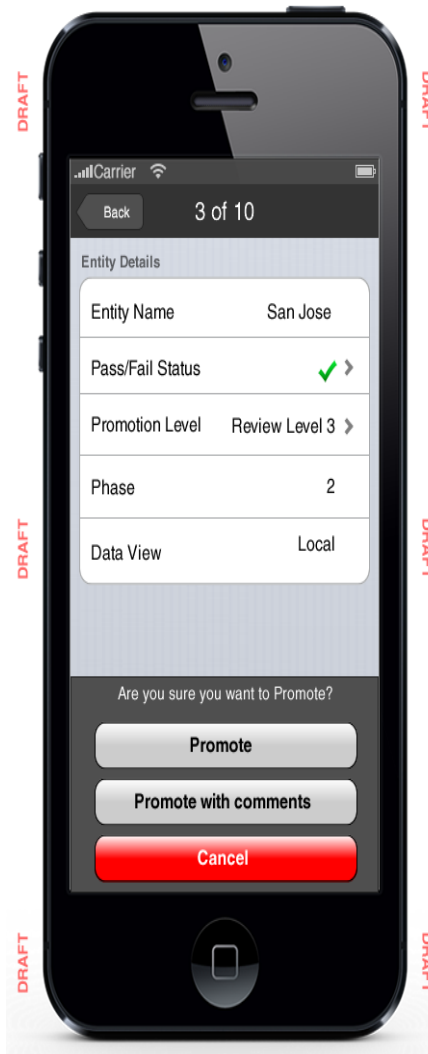 DRAFT
DRAFT
Carrier
Back
3 of 10
Entity Details
Entity Name San Jose
Pass/Fail Status
Promotion Level Review Level 3
Phase 2
Data View Local
DRAFT
DRAFT
Are you sure you want to Promote?
Promote
Promote with comments
Cancel
DRAFT
DRAFT